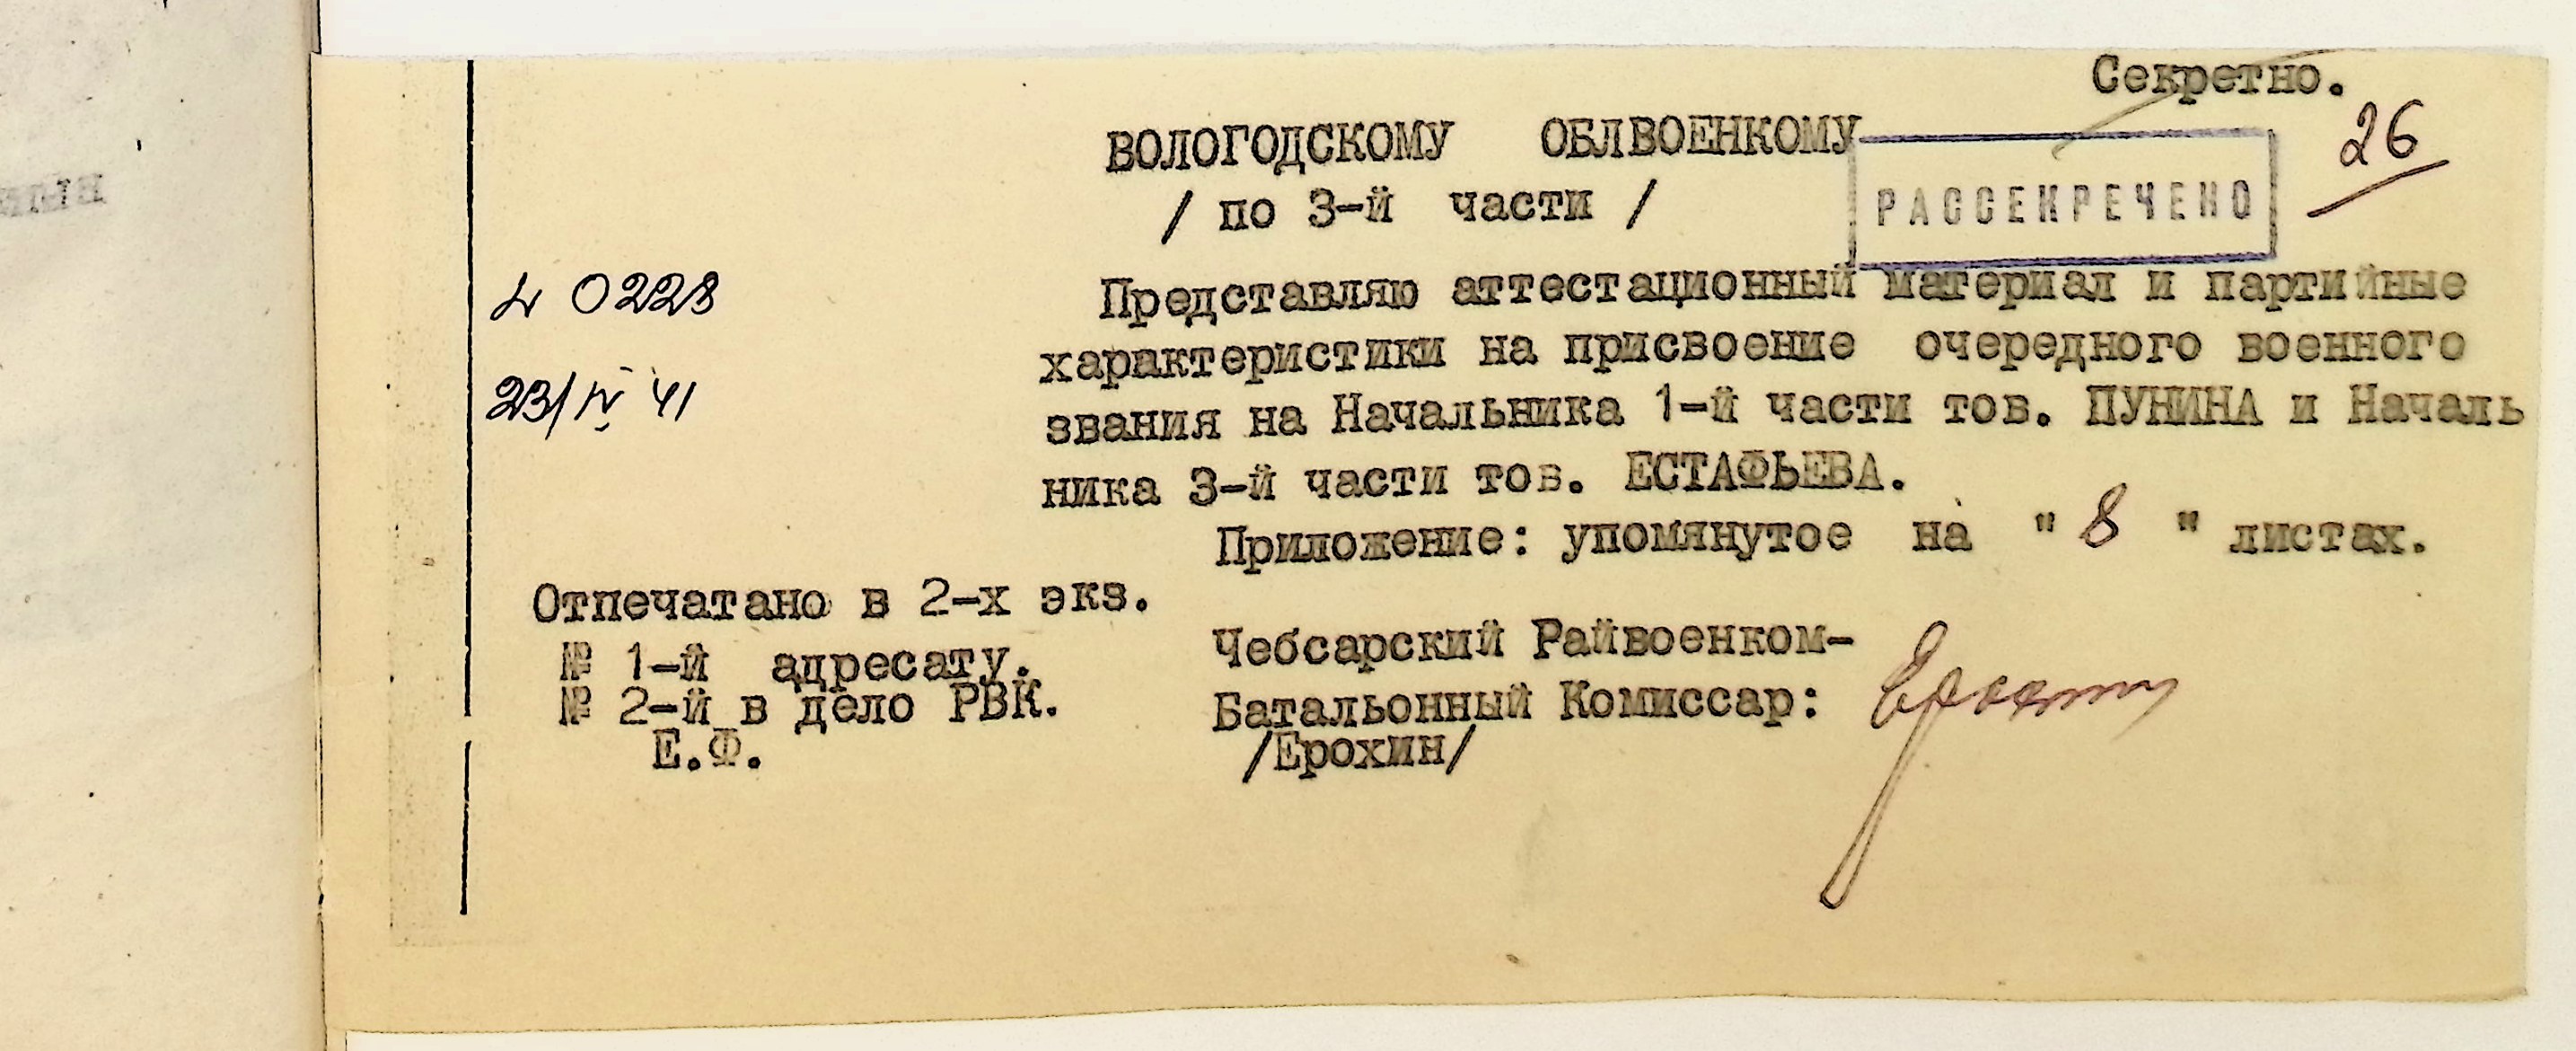 Секретно.
26
ВОЛОГОДСКОМУ ОБЛВОЕНКОМУ
/ по 3-й части /
РАССЕКРЕЧЕНО
0228
23/IV 41
Представляю аттестационный материал и партийные
характеристики на присвоение очередного военного
звания на Начальника 1-й части тов. ПУНИНА и Началь
ника 3-й части тов. ЕСТАФЬЕВА.
Приложение: упомянутое на " 8 " листах.
Отпечатано в 2-х экз.
№ 1-й адресату.
№ 2-й в дело РВК.
Е.Ф.
Чебсарский Райвоенком-
Батальонный Комиссар:
/Ерохин/